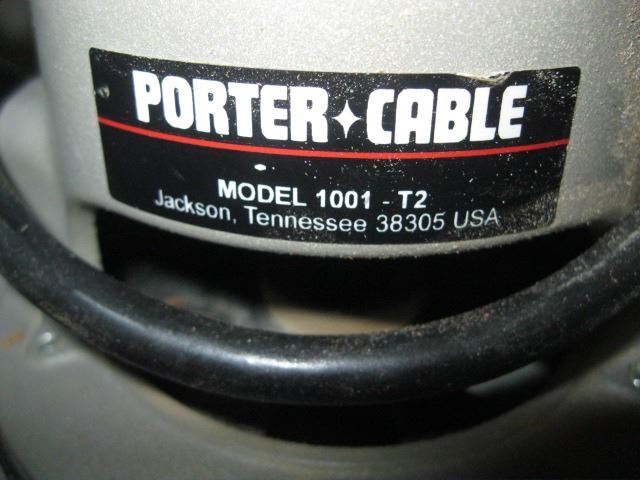 PORTER✦CABLE
MODEL 1001 - T2
Jackson, Tennessee 38305 USA